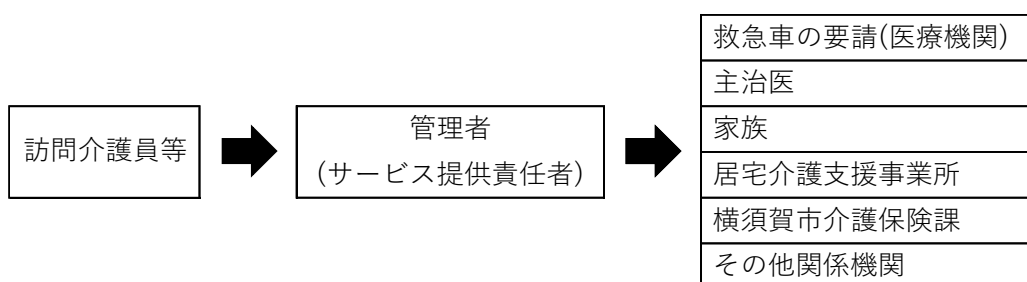 訪問介護員等
管理者
(サービス提供責任者)
救急車の要請(医療機関)
主治医
家族
居宅介護支援事業所
横須賀市介護保険課
その他関係機関